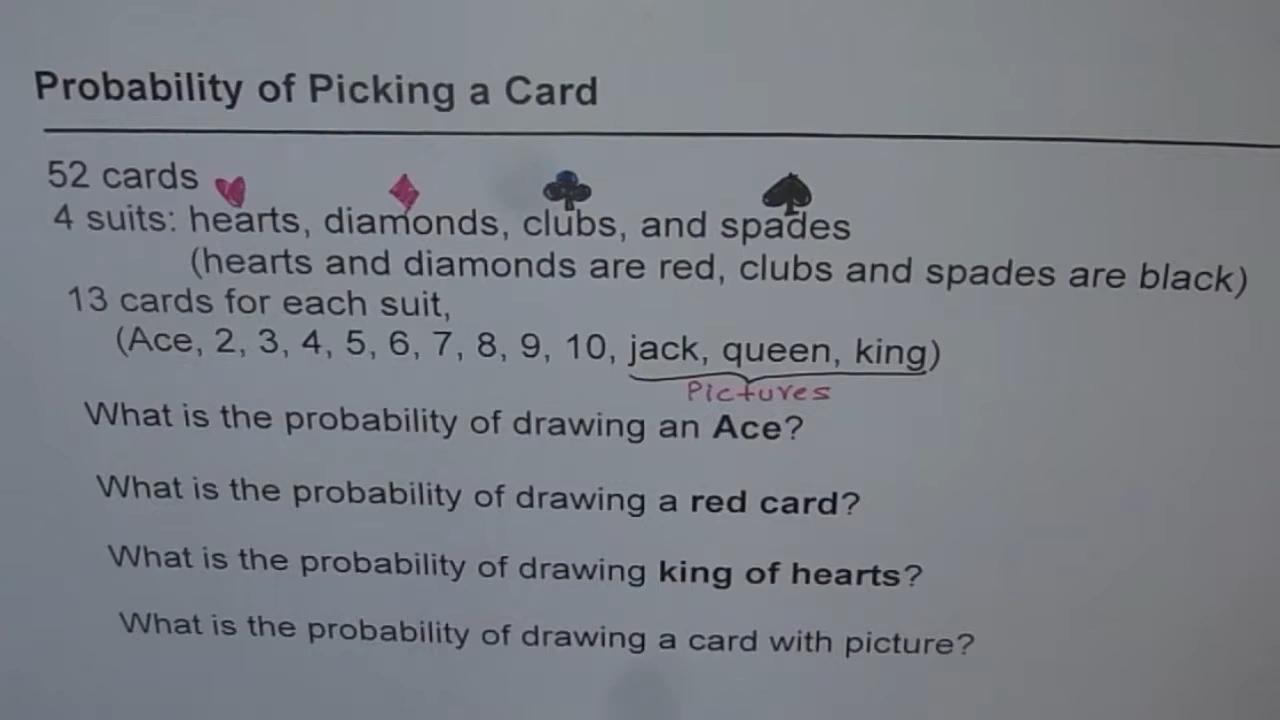 Probability of Picking a Card
52 cards
4 suits: hearts, diamonds, clubs, and spades
(hearts and diamonds are red, clubs and spades are black)
13 cards for each suit,
(Ace, 2, 3, 4, 5, 6, 7, 8, 9, 10, jack, queen, king)
Pictures
What is the probability of drawing an Ace?
What is the probability of drawing a red card?
What is the probability of drawing king of hearts?
What is the probability of drawing a card with picture?